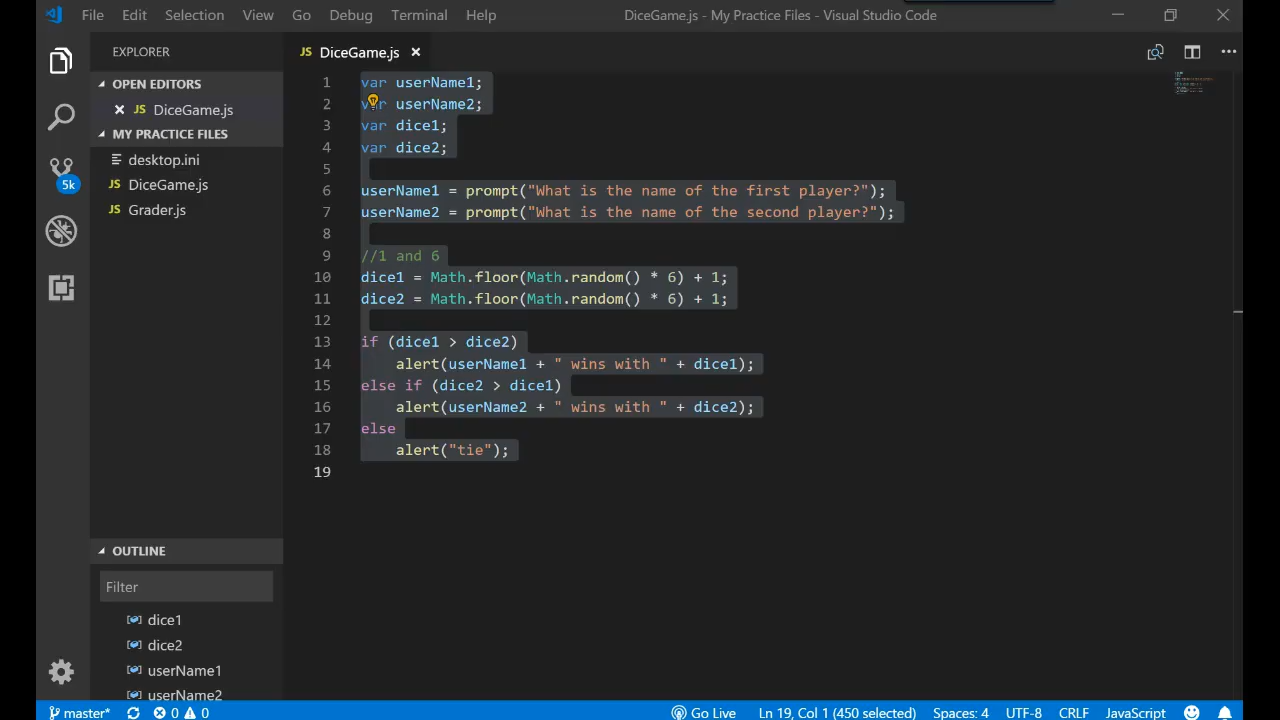 File Edit Selection View Go Debug Terminal Help DiceGame.js - My Practice Files - Visual Studio Code
EXPLORER
OPEN EDITORS
JS DiceGame.js
MY PRACTICE FILES
desktop.ini
JS DiceGame.js
JS Grader.js
5k
OUTLINE
Filter
dice1
dice2
userName1
userName2
JS DiceGame.js
1 var userName1;
2 var userName2;
3 var dice1;
4 var dice2;
5
6 userName1 = prompt("What is the name of the first player?");
7 userName2 = prompt("What is the name of the second player?");
8
9 //1 and 6
10 dice1 = Math.floor(Math.random() * 6) + 1;
11 dice2 = Math.floor(Math.random() * 6) + 1;
12
13 if (dice1 > dice2)
14 alert(userName1 + " wins with " + dice1);
15 else if (dice2 > dice1)
16 alert(userName2 + " wins with " + dice2);
17 else
18 alert("tie");
19
master* 0 0 Go Live Ln 19, Col 1 (450 selected) Spaces: 4 UTF-8 CRLF JavaScript